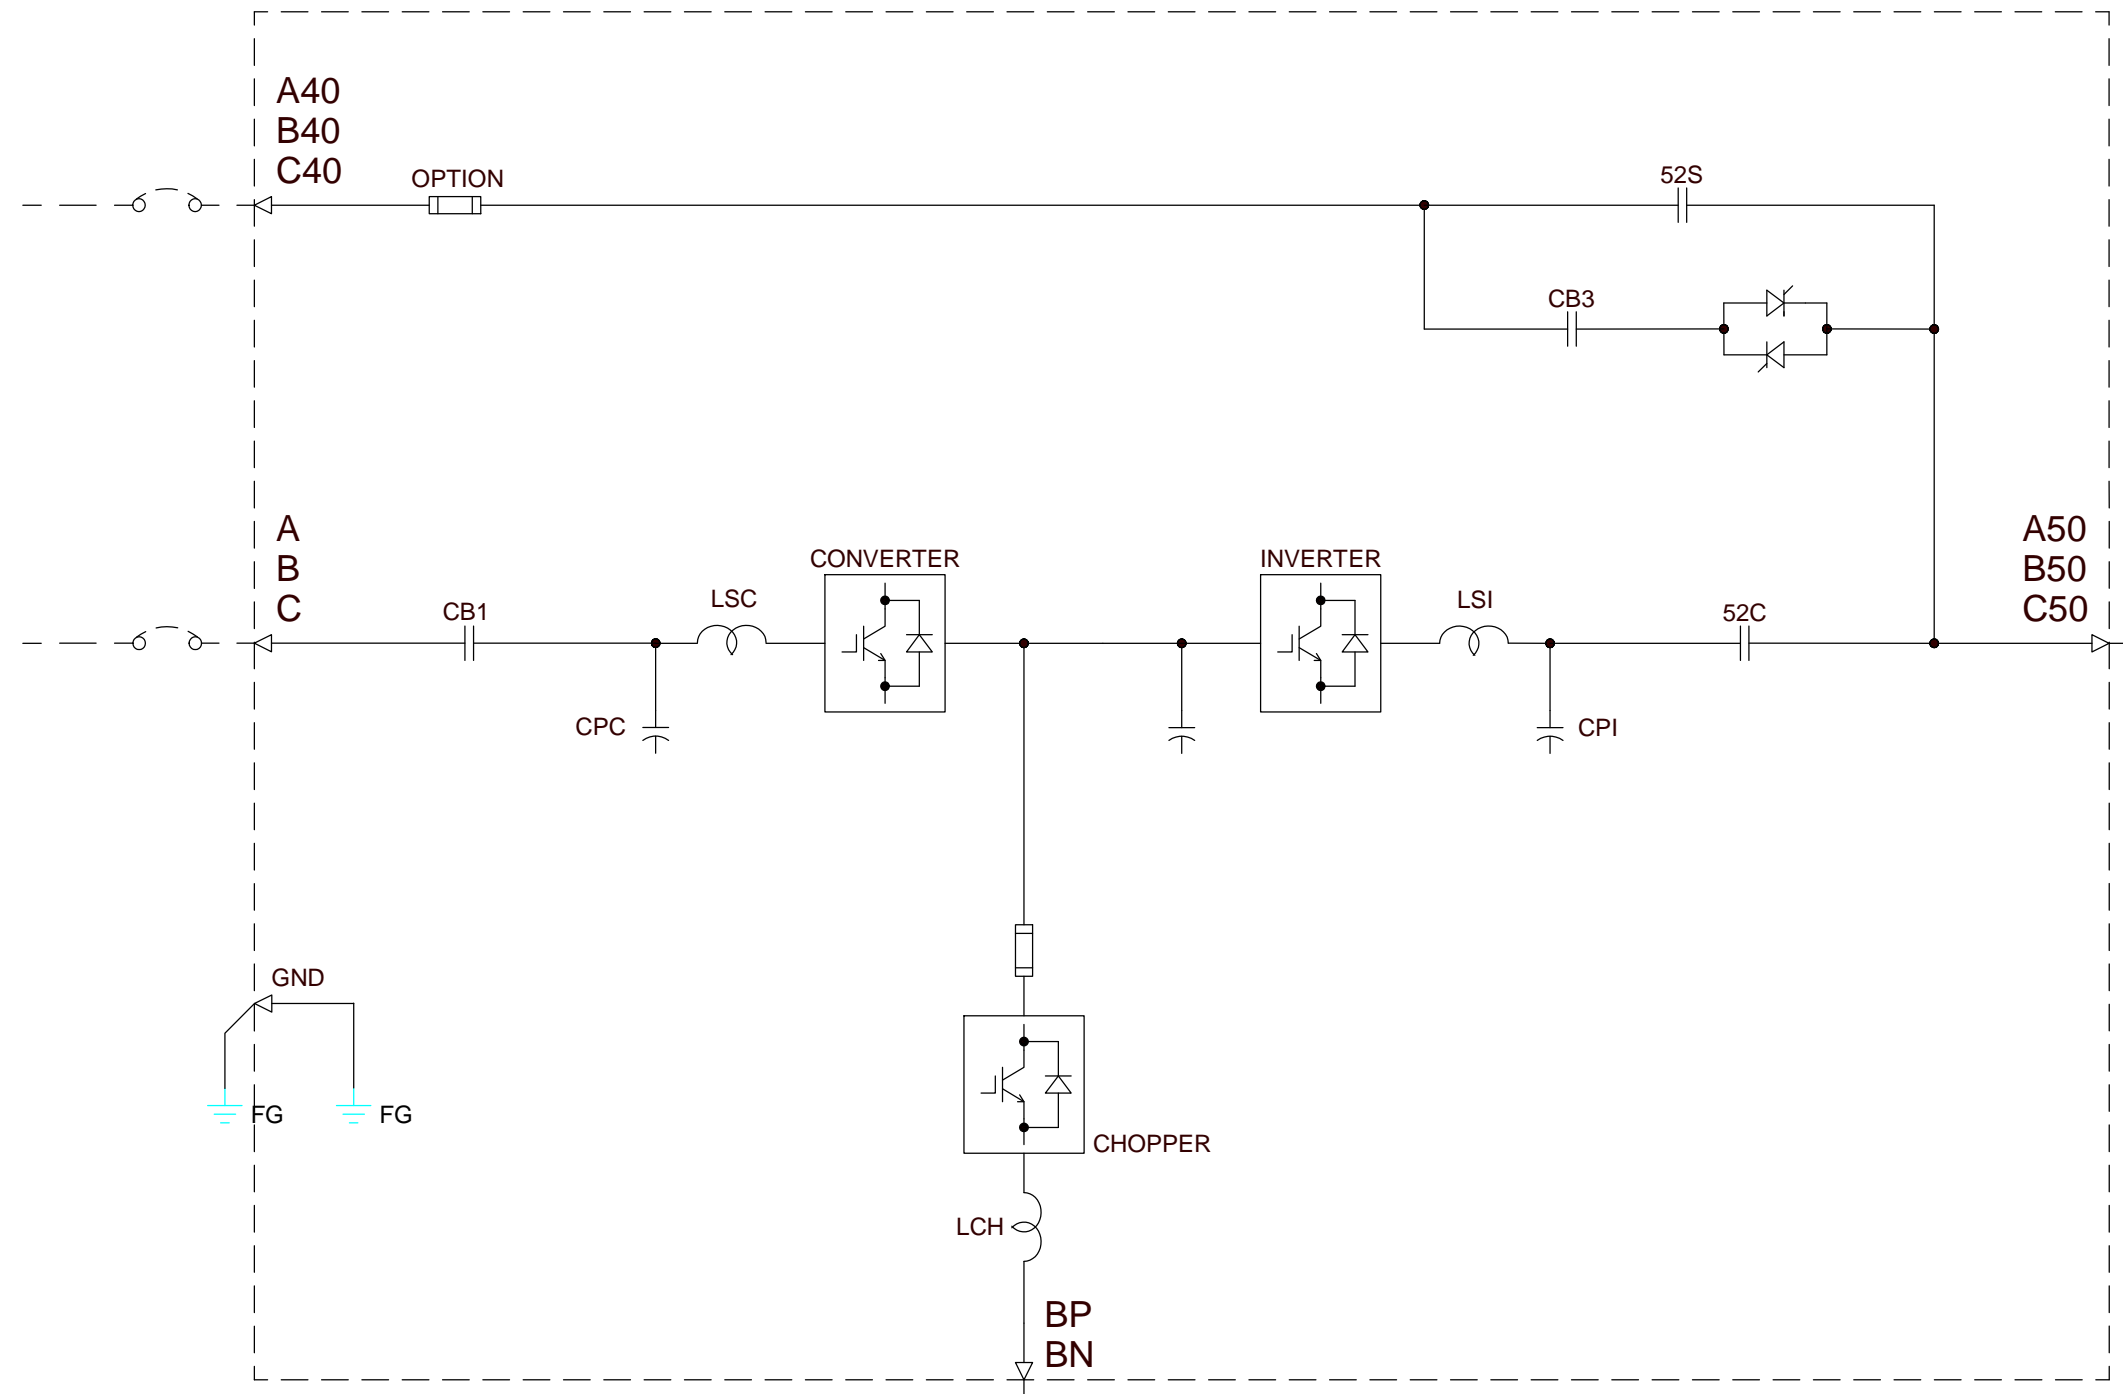 A40
B40
C40
OPTION
52S
CB3
A
B
C
CB1
LSC
CONVERTER
INVERTER
LSI
52C
A50
B50
C50
CPC
CPI
GND
FG
FG
CHOPPER
LCH
BP
BN